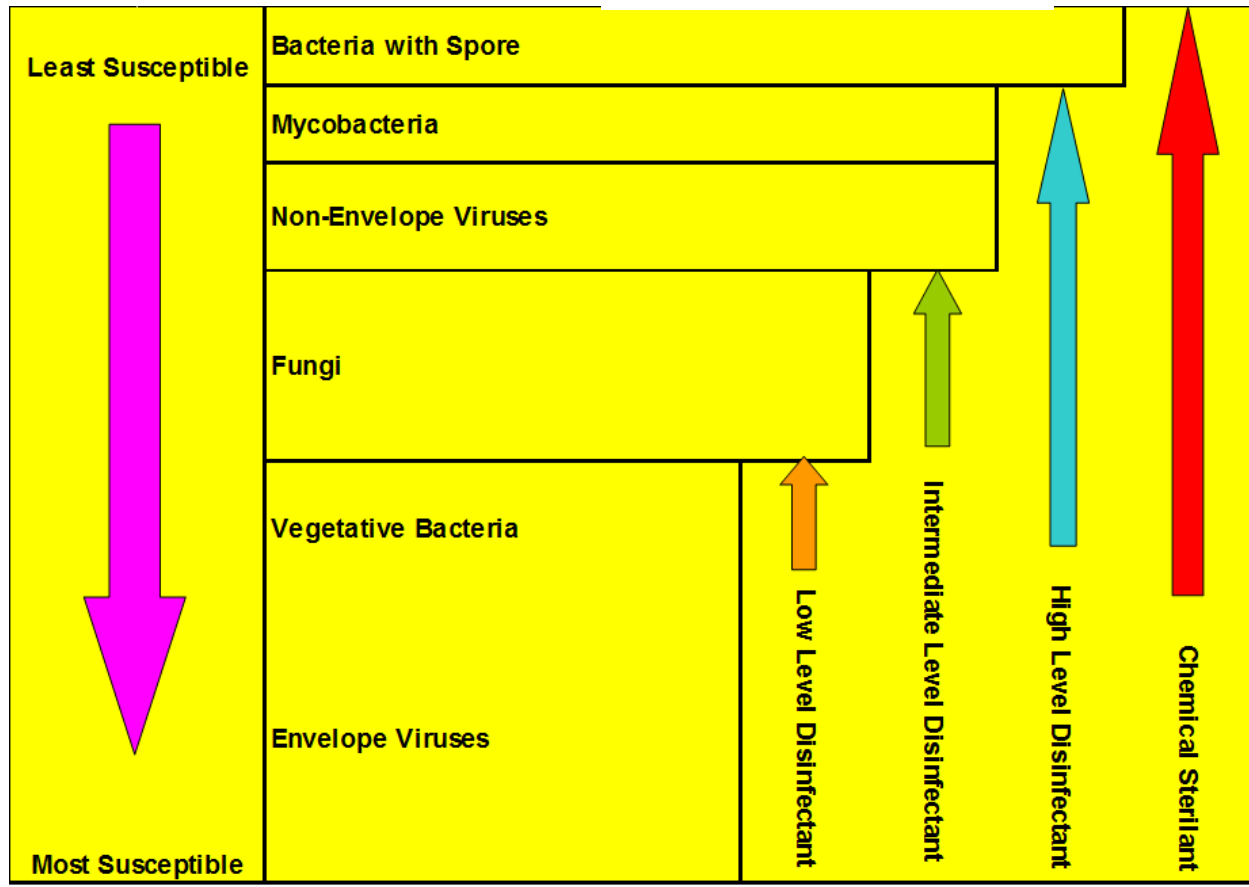 Least Susceptible
Most Susceptible
Bacteria with Spore
Mycobacteria
Non-Envelope Viruses
Fungi
Vegetative Bacteria
Envelope Viruses
Low Level Disinfectant
Intermediate Level Disinfectant
High Level Disinfectant
Chemical Sterilant